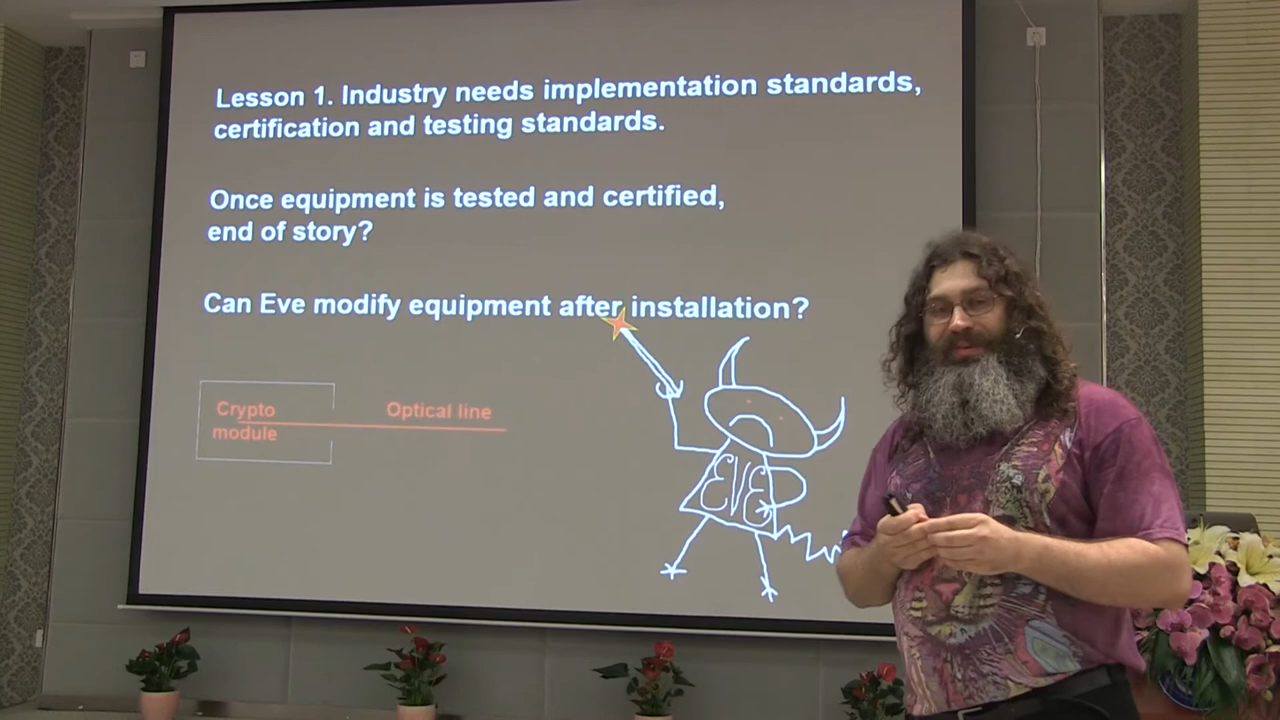 Lesson 1. Industry needs implementation standards,
certification and testing standards.
Once equipment is tested and certified,
end of story?
Can Eve modify equipment after installation?
Crypto
module
Optical line
EVE